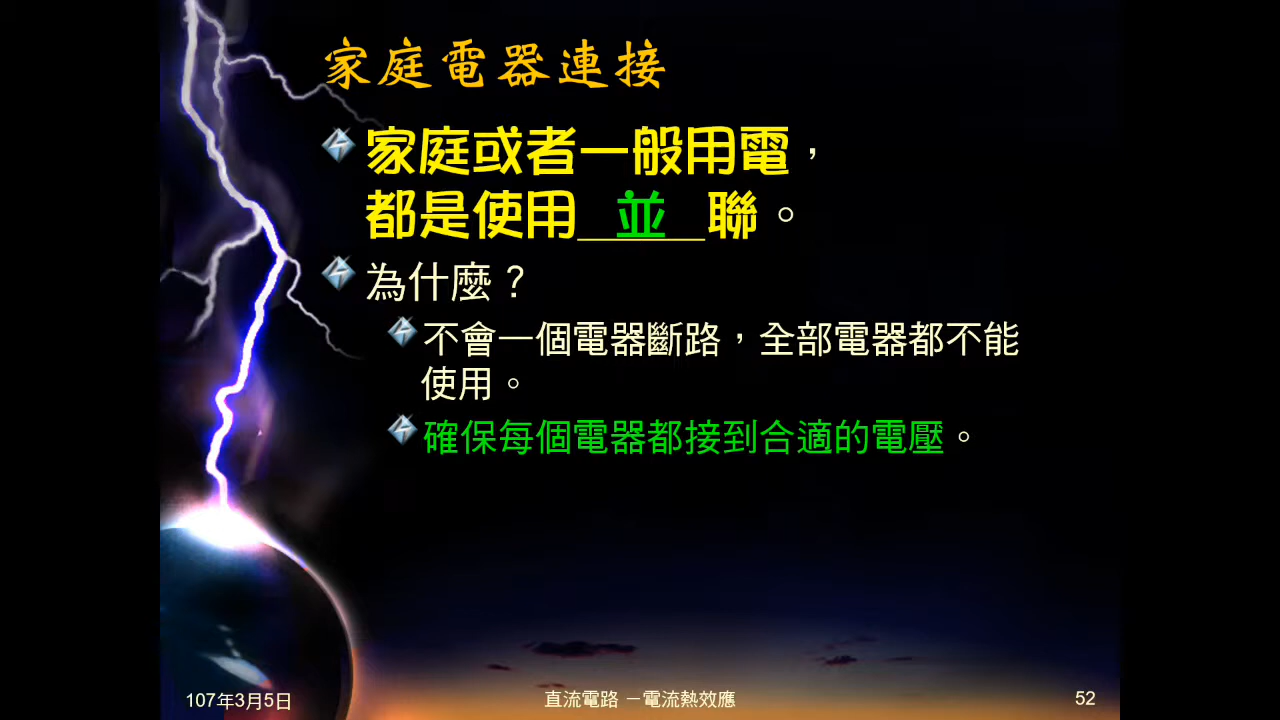 家庭電器連接
家庭或者一般用電，
都是使用__並__聯。
為什麼？
不會一個電器斷路，全部電器都不能
使用。
確保每個電器都接到合適的電壓。
107年3月5日
直流電路 －電流熱效應
52